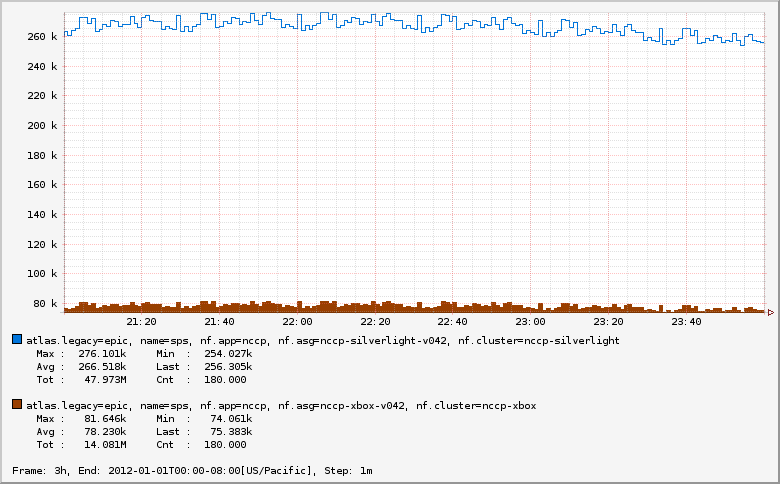 260 k
240 k
220 k
200 k
180 k
160 k
140 k
120 k
100 k
80 k
21:20 21:40 22:00 22:20 22:40 23:00 23:20 23:40
atlas.legacy=epic, name=sps, nf.app=nccp, nf.asg=nccp-silverlight-v042, nf.cluster=nccp-silverlight
Max : 276.101k Min : 254.027k
Avg : 266.518k Last : 256.305k
Tot : 47.973M Cnt : 180.000
atlas.legacy=epic, name=sps, nf.app=nccp, nf.asg=nccp-xbox-v042, nf.cluster=nccp-xbox
Max : 81.646k Min : 74.061k
Avg : 78.230k Last : 75.383k
Tot : 14.081M Cnt : 180.000
Frame: 3h, End: 2012-01-01T00:00-08:00[US/Pacific], Step: 1m